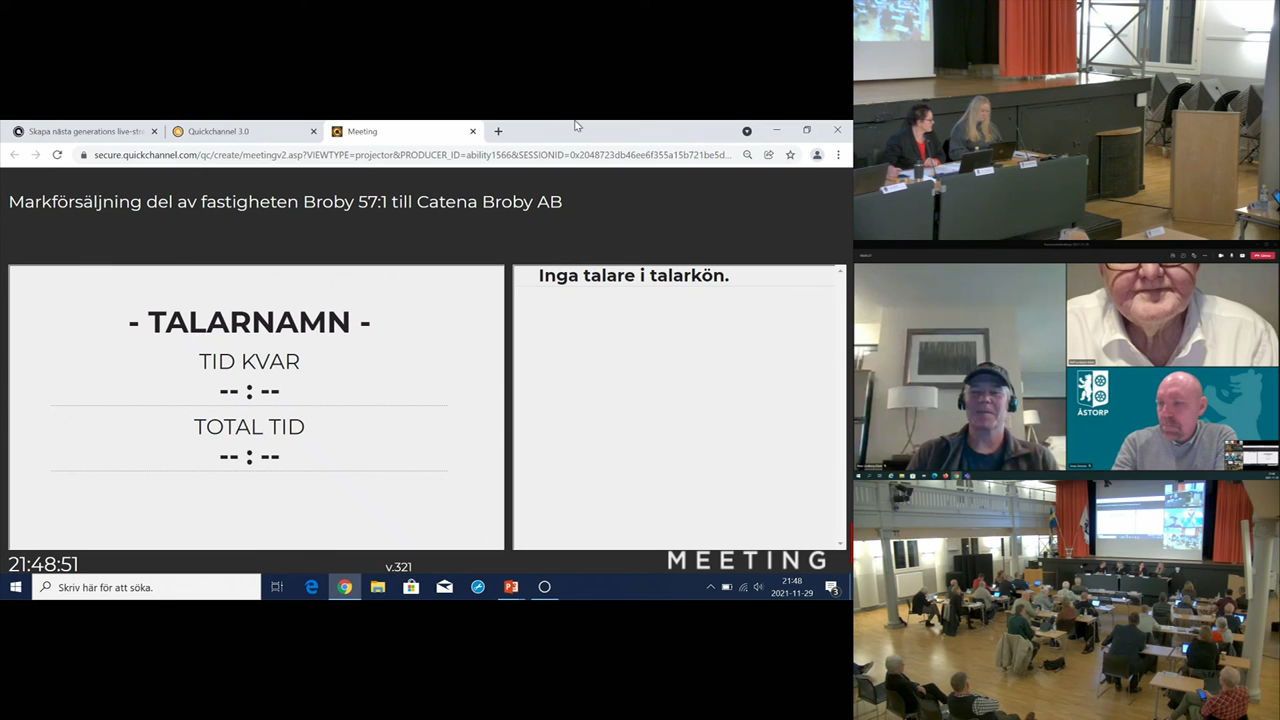 Skapa nästa generations live-stre
Quickchannel 3.0
Meeting
secure.quickchannel.com/qc/create/meetingv2.asp?VIEWTYPE=projector&PRODUCER_ID=ability1566&SESSIONID=0x2048723db46ee6f355a15b721be5d...
Markförsäljning del av fastigheten Broby 57:1 till Catena Broby AB
- TALARNAMN -
TID KVAR
-- : --
TOTAL TID
-- : --
Inga talare i talarkön.
21:48:51
v.321
MEETING
Skriv här för att söka.
21:48
2021-11-29
3
ÅSTORP